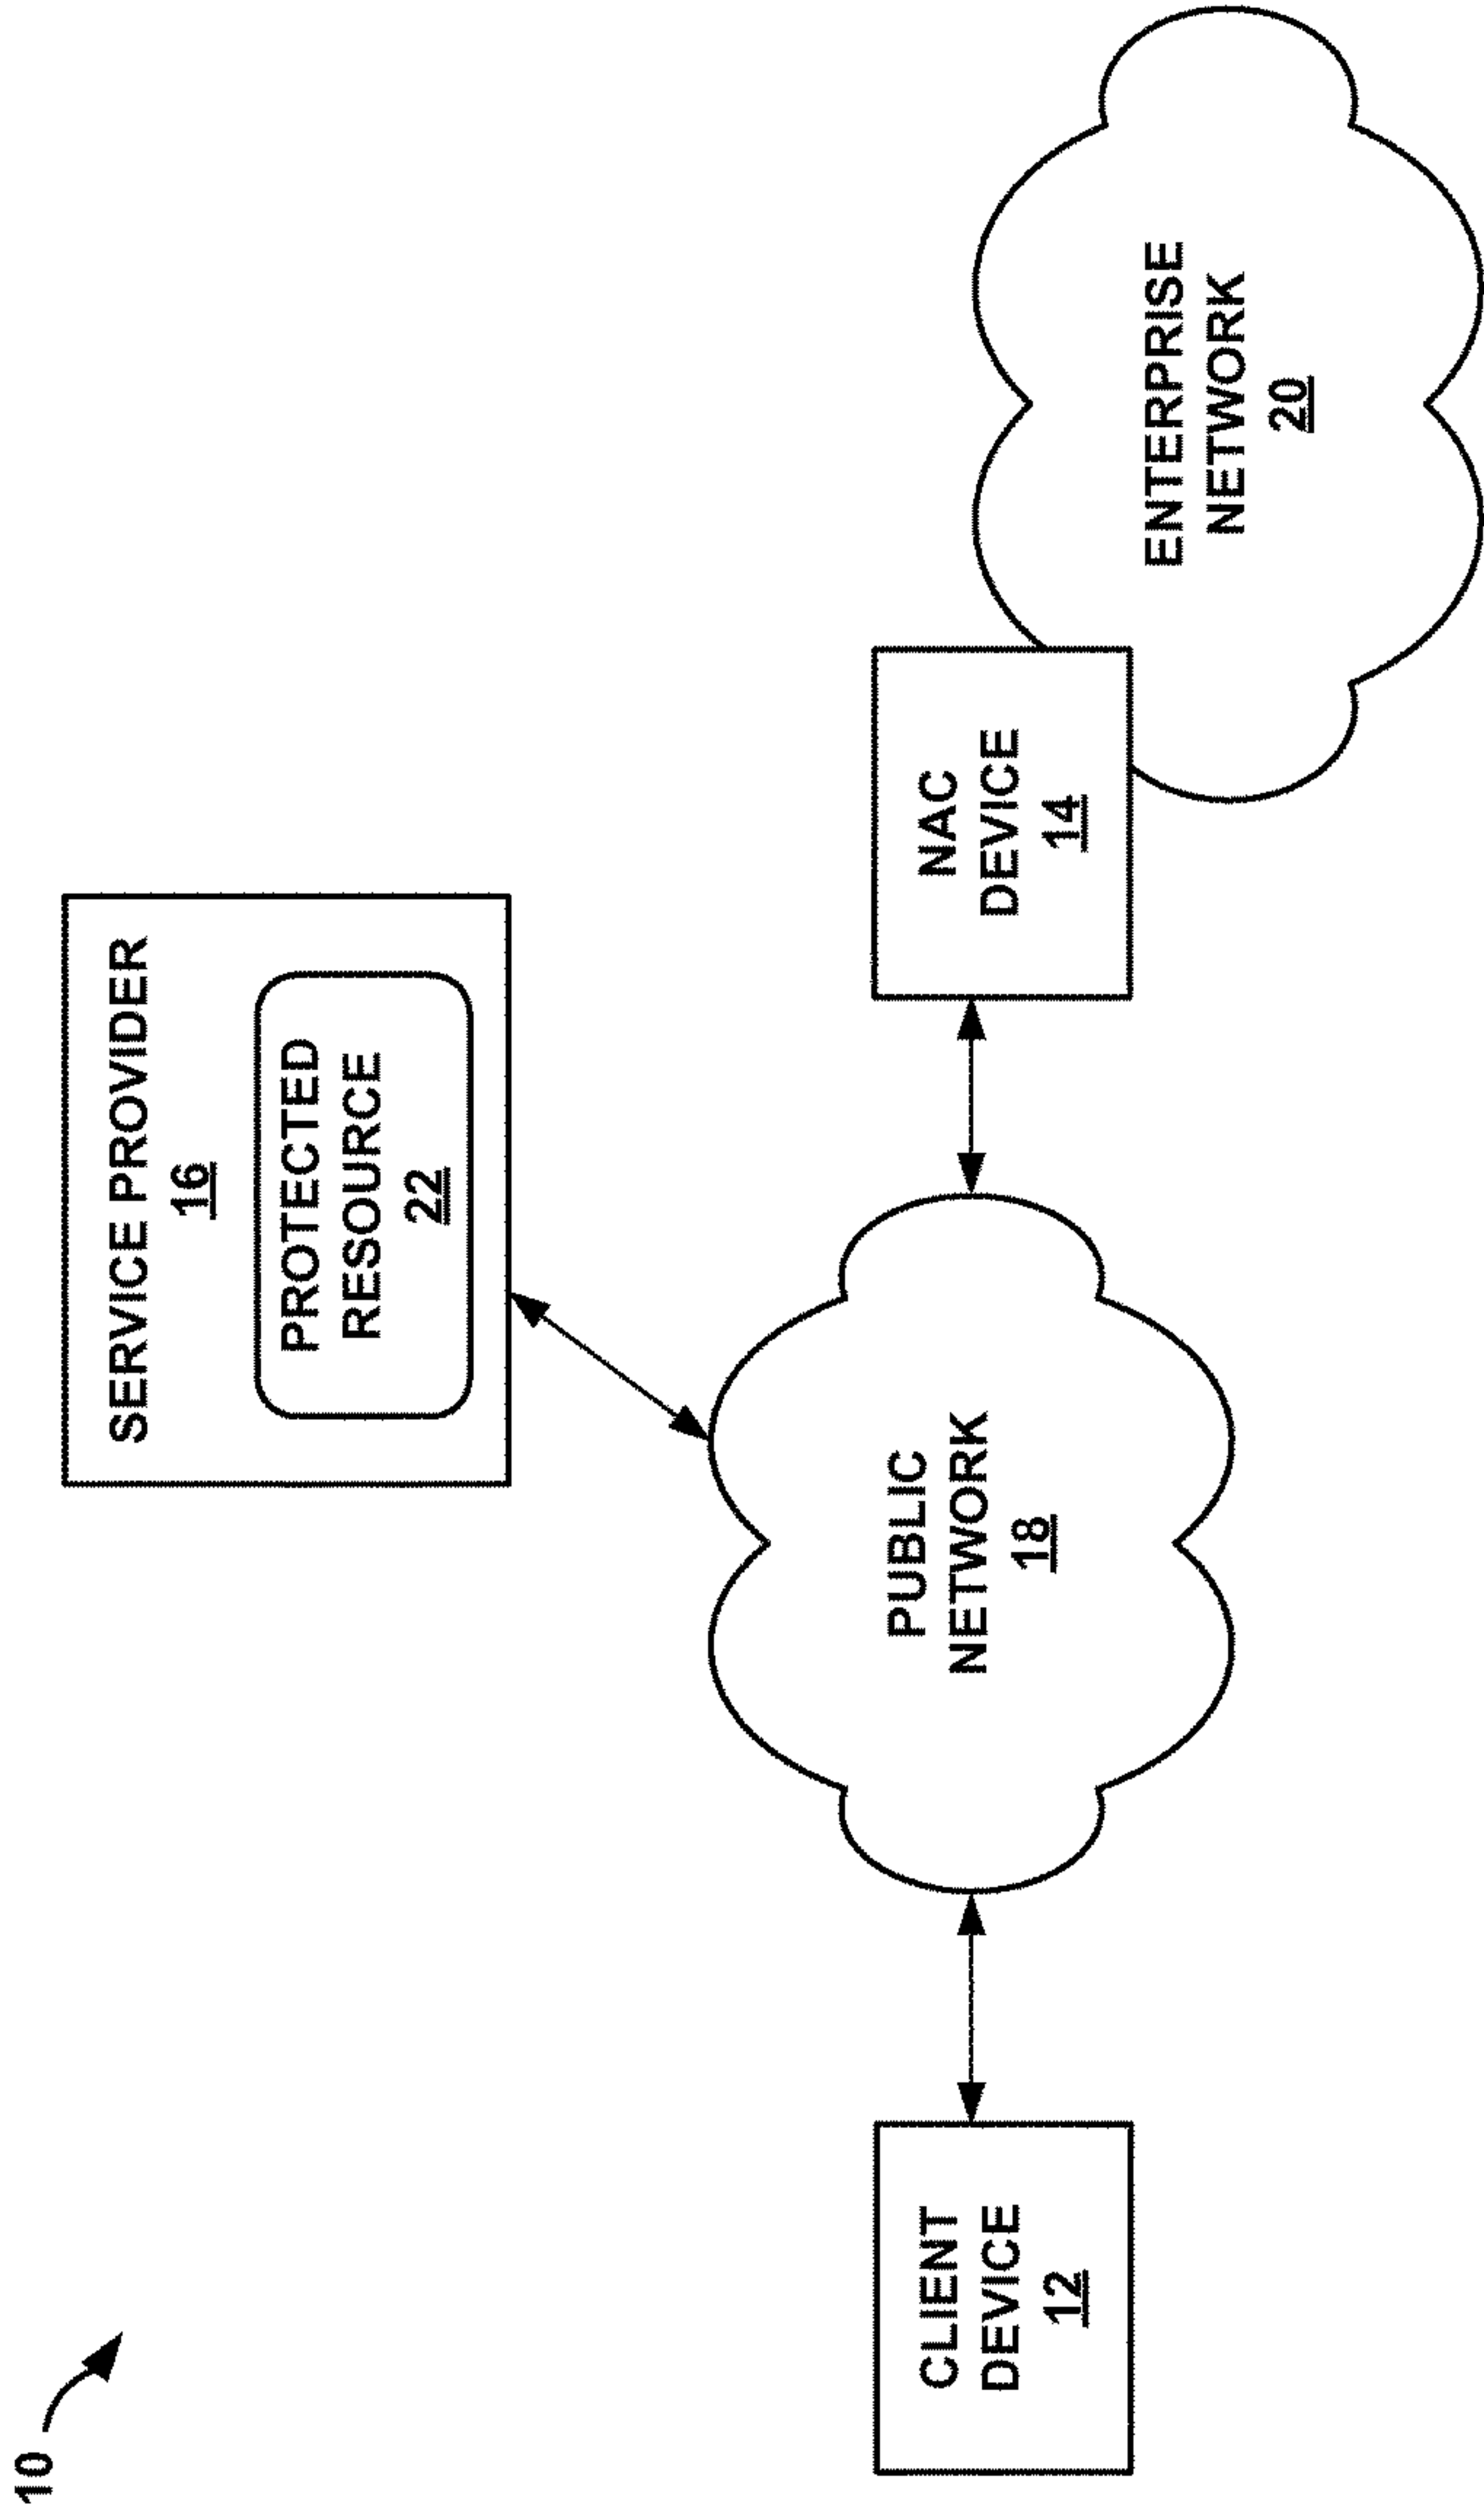 10
SERVICE PROVIDER
16
PROTECTED
RESOURCE
22
CLIENT
DEVICE
12
PUBLIC
NETWORK
18
NAC
DEVICE
14
ENTERPRISE
NETWORK
20